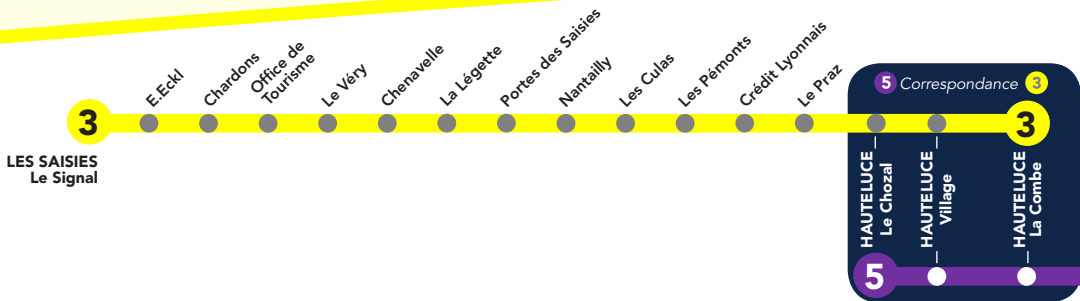 E.Eckl
Chardons
Office de
Tourisme
Le Véry
Chenavelle
La Légette
Portes des Saisies
Nantailly
Les Culas
Les Pémonts
Crédit Lyonnais
Le Praz
5 Correspondance 3
3
3
LES SAISIES
Le Signal
HAUTELUCE
Le Chozal
HAUTELUCE
Village
HAUTELUCE
La Combe
5